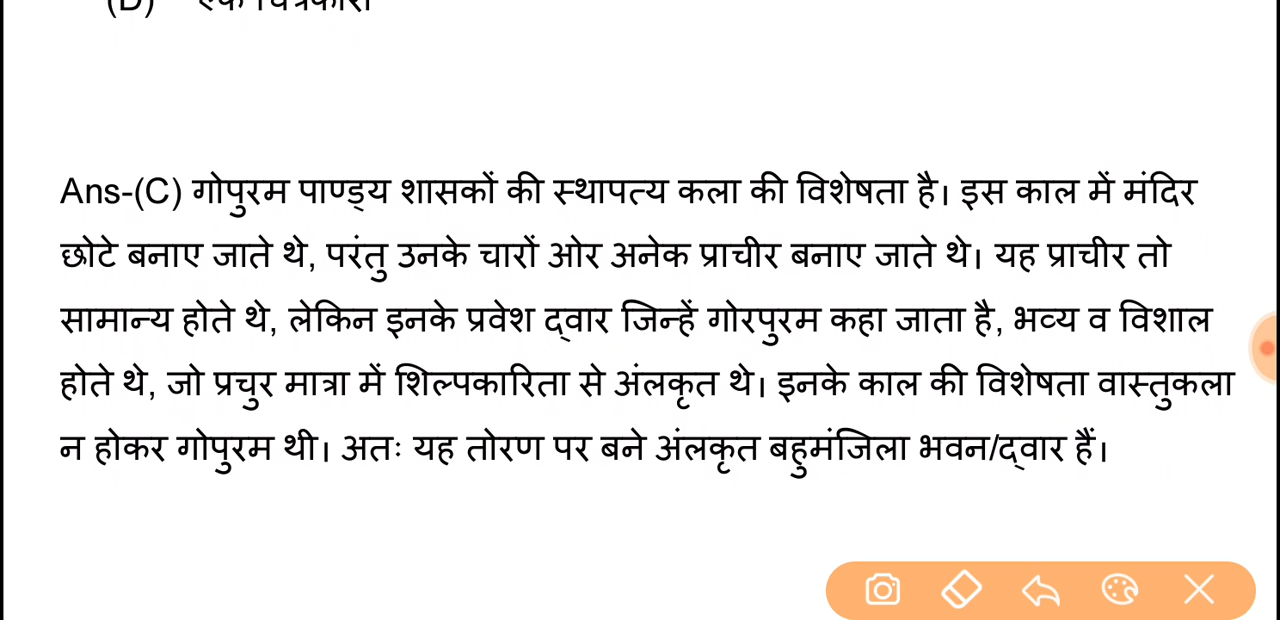 Ans-(C) गोपुरम पाण्ड्य शासकों की स्थापत्य कला की विशेषता है। इस काल में मंदिर
छोटे बनाए जाते थे, परंतु उनके चारों ओर अनेक प्राचीर बनाए जाते थे। यह प्राचीर तो
सामान्य होते थे, लेकिन इनके प्रवेश द्वार जिन्हें गोरपुरम कहा जाता है, भव्य व विशाल
होते थे, जो प्रचुर मात्रा में शिल्पकारिता से अंलकृत थे। इनके काल की विशेषता वास्तुकला
न होकर गोपुरम थी। अतः यह तोरण पर बने अंलकृत बहुमंजिला भवन/द्वार हैं।